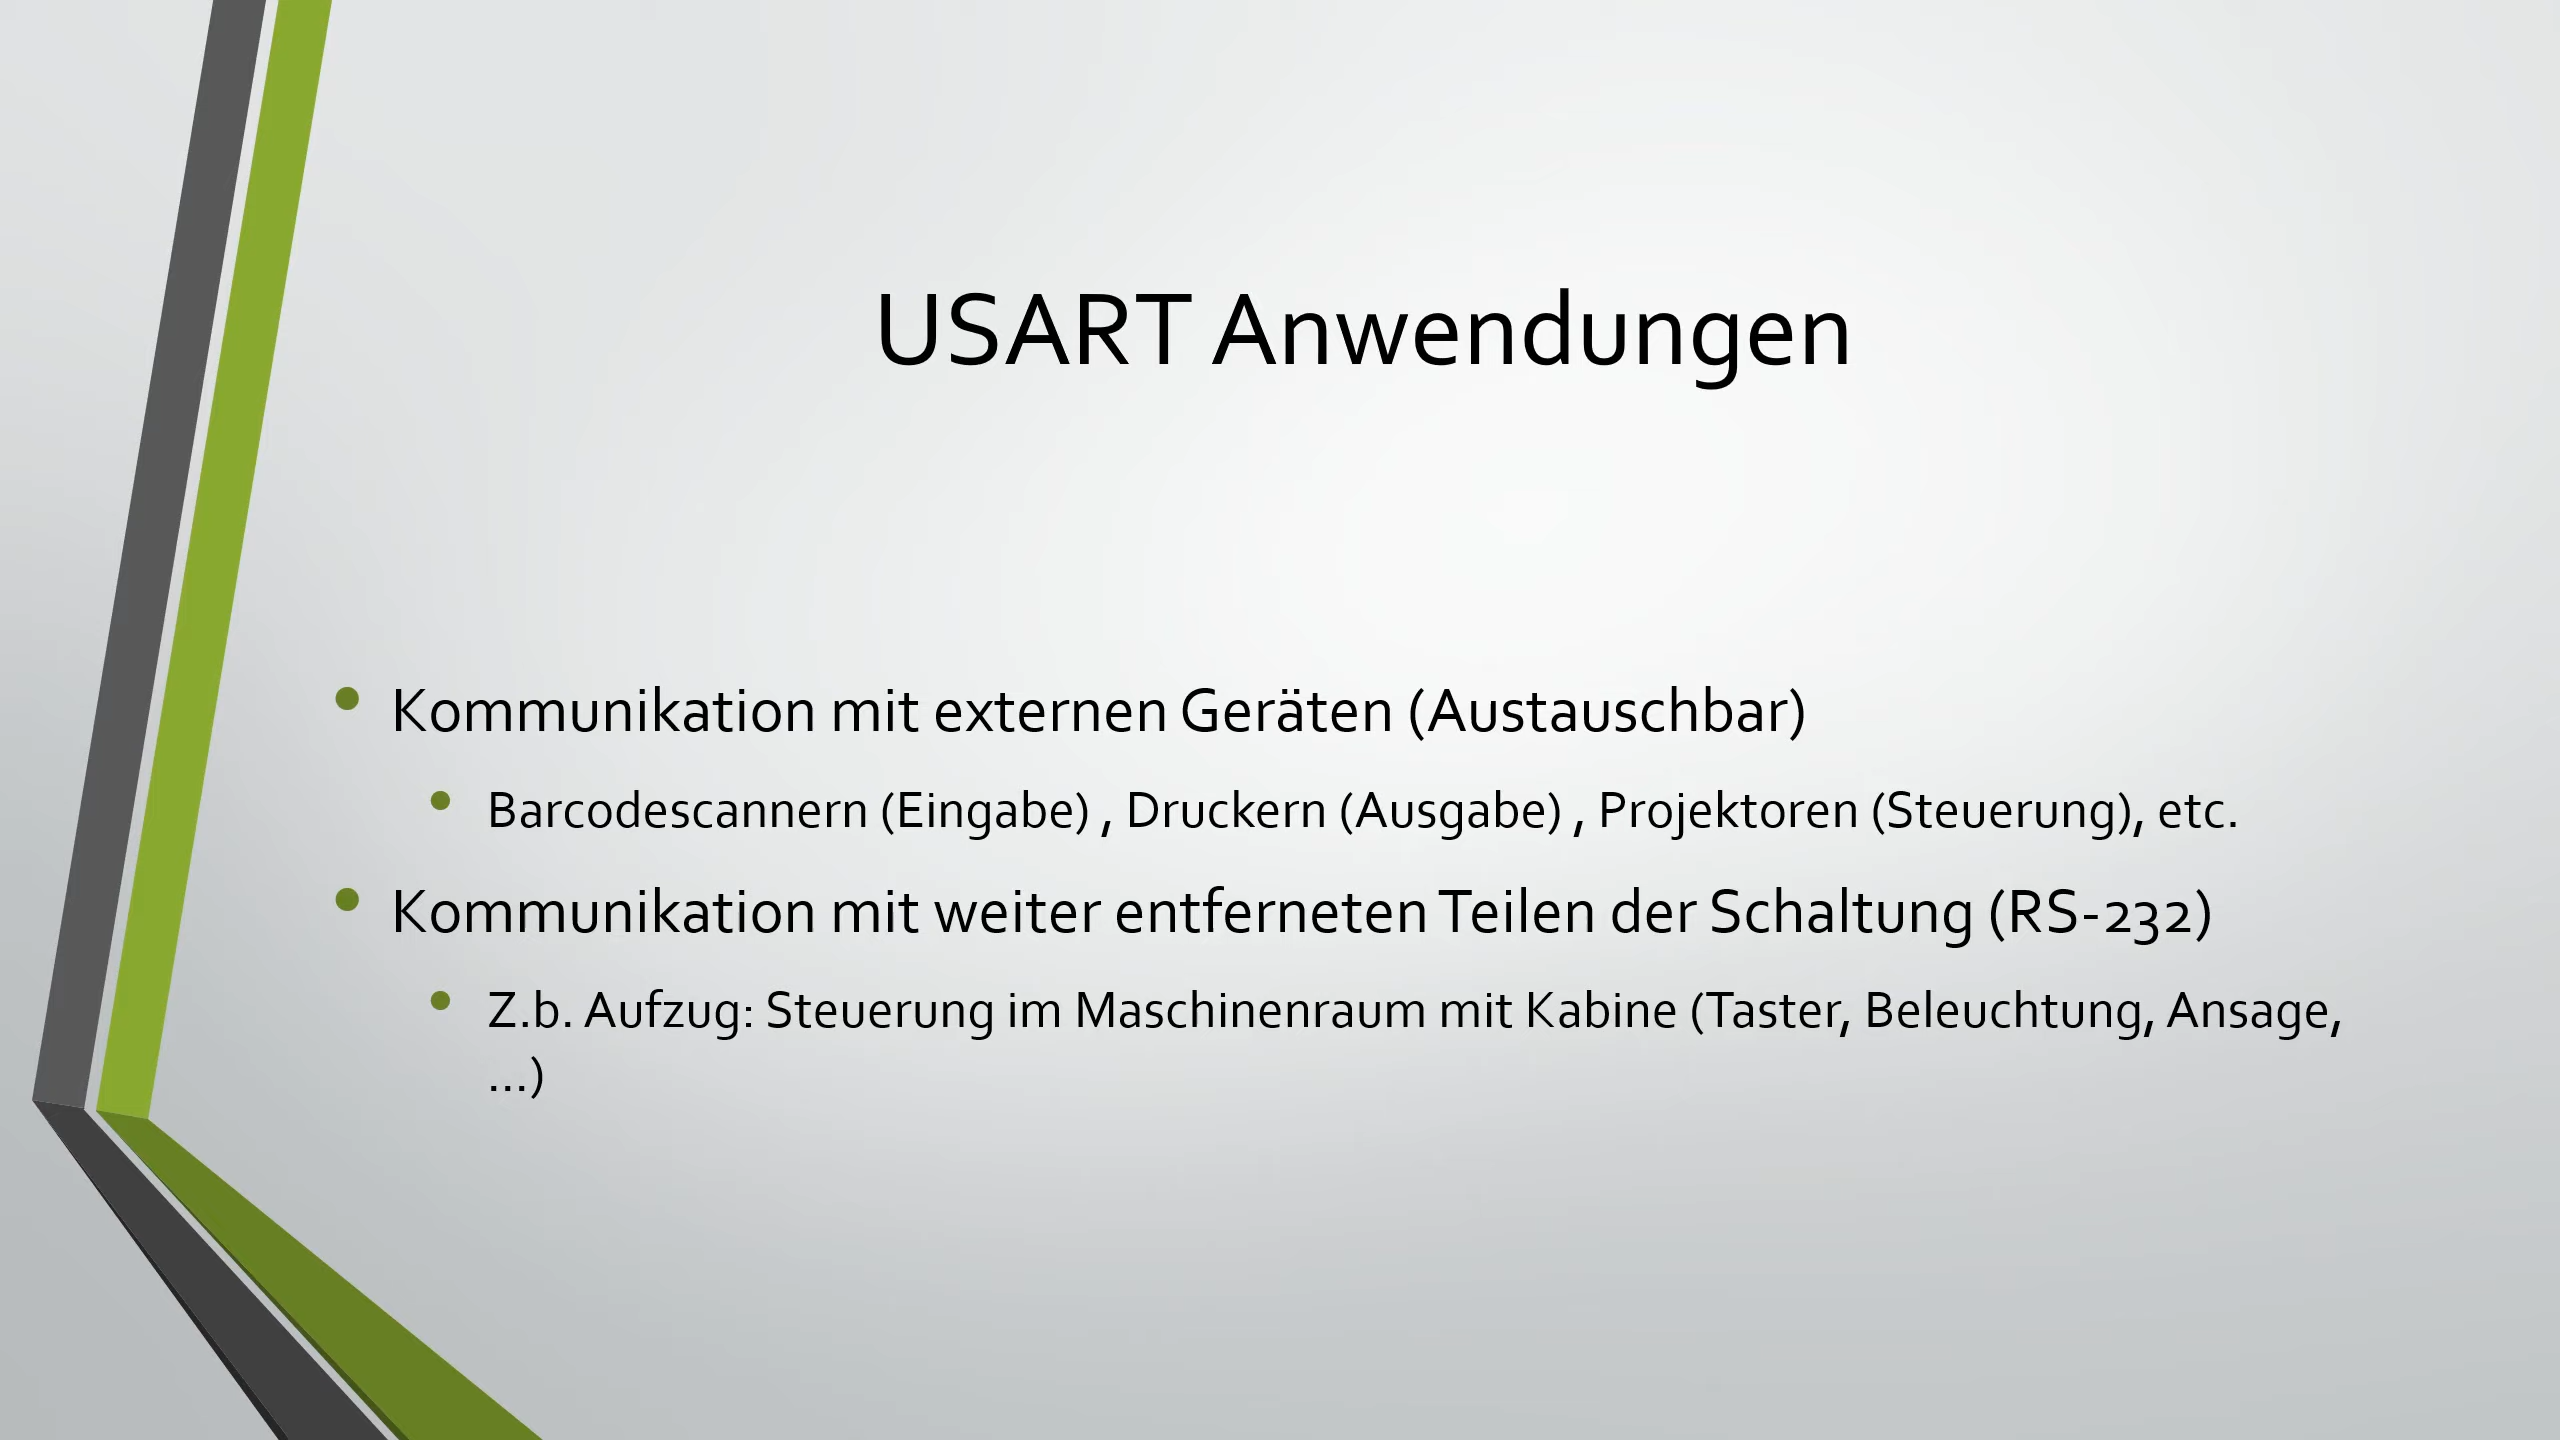 USART Anwendungen
• Kommunikation mit externen Geräten (Austauschbar)
• Barcodescannern (Eingabe) , Druckern (Ausgabe) , Projektoren (Steuerung), etc.
• Kommunikation mit weiter entferneten Teilen der Schaltung (RS-232)
• Z.b. Aufzug: Steuerung im Maschinenraum mit Kabine (Taster, Beleuchtung, Ansage,
...)